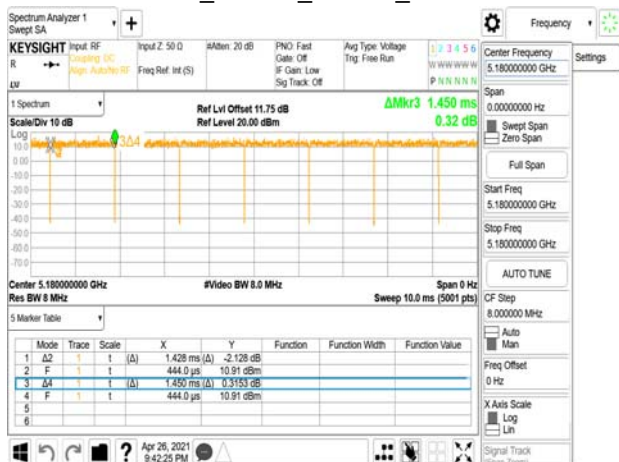 Spectrum Analyzer 1
Swept SA
+
Frequency
KEYSIGHT
R
Input: RF
Coupling: DC
Align: Auto/No RF
Input Z: 50 Ω
Freq Ref: Int (S)
#Atten: 20 dB
PNO: Fast
Gate: Off
IF Gain: Low
Sig Track: Off
Avg Type: Voltage
Trig: Free Run
1 2 3 4 5 6
W W W W W W
P N N N N N
Center Frequency
5.180000000 GHz
Settings
Span
0.00000000 Hz
Swept Span
Zero Span
Full Span
Start Freq
5.180000000 GHz
Stop Freq
5.180000000 GHz
AUTO TUNE
CF Step
8.000000 MHz
Auto
Man
Freq Offset
0 Hz
X Axis Scale
Log
Lin
Signal Track
1 Spectrum
Scale/Div 10 dB
Ref Lvl Offset 11.75 dB
Ref Level 20.00 dBm
ΔMkr3 1.450 ms
0.32 dB
Log
10.0
0.00
-10.0
-20.0
-30.0
-40.0
-50.0
-60.0
-70.0
3Δ4
Center 5.180000000 GHz
#Video BW 8.0 MHz
Span 0 Hz
Res BW 8 MHz
Sweep 10.0 ms (5001 pts)
5 Marker Table
Mode Trace Scale X Y Function Function Width Function Value
1 Δ2 1 t (Δ) 1.428 ms (Δ) -2.128 dB
2 F 1 t 444.0 µs 10.91 dBm
3 Δ4 1 t (Δ) 1.450 ms (Δ) 0.3153 dB
4 F 1 t 444.0 µs 10.91 dBm
5
6
?
Apr 26, 2021
9:42:25 PM